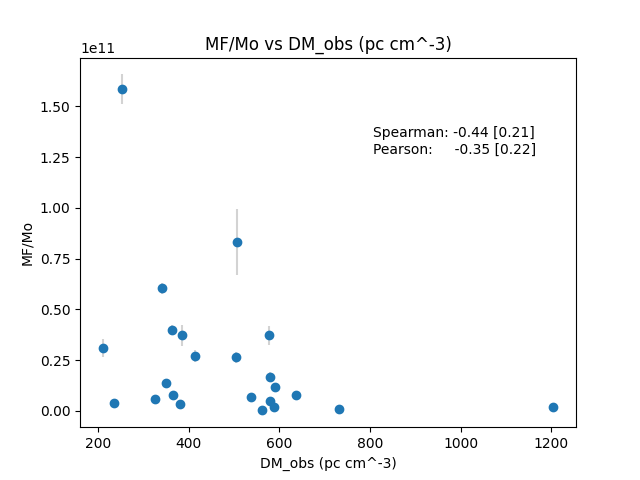 MF/Mo vs DM_obs (pc cm^-3)
1e11
Spearman: -0.44 [0.21]
Pearson: -0.35 [0.22]
1.50
1.25
1.00
0.75
0.50
0.25
0.00
MF/Mo
200 400 600 800 1000 1200
DM_obs (pc cm^-3)